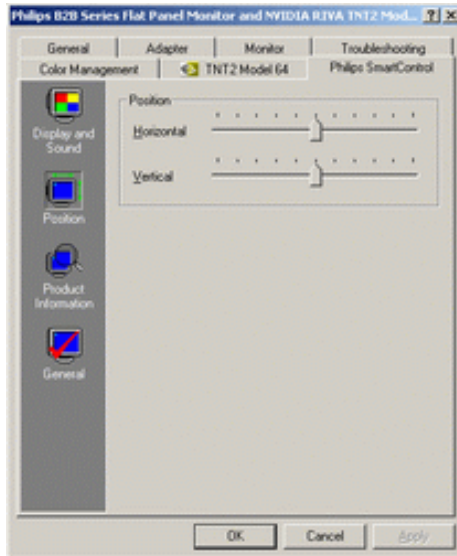 Philips B2B Series Flat Panel Monitor and NVIDIA RIVA TNT2 Mod...
General Adapter Monitor Troubleshooting
Color Management TNT2 Model 64 Philips SmartControl
Display and
Sound
Position
Product
Information
General
Position
Horizontal
Vertical
OK Cancel Apply